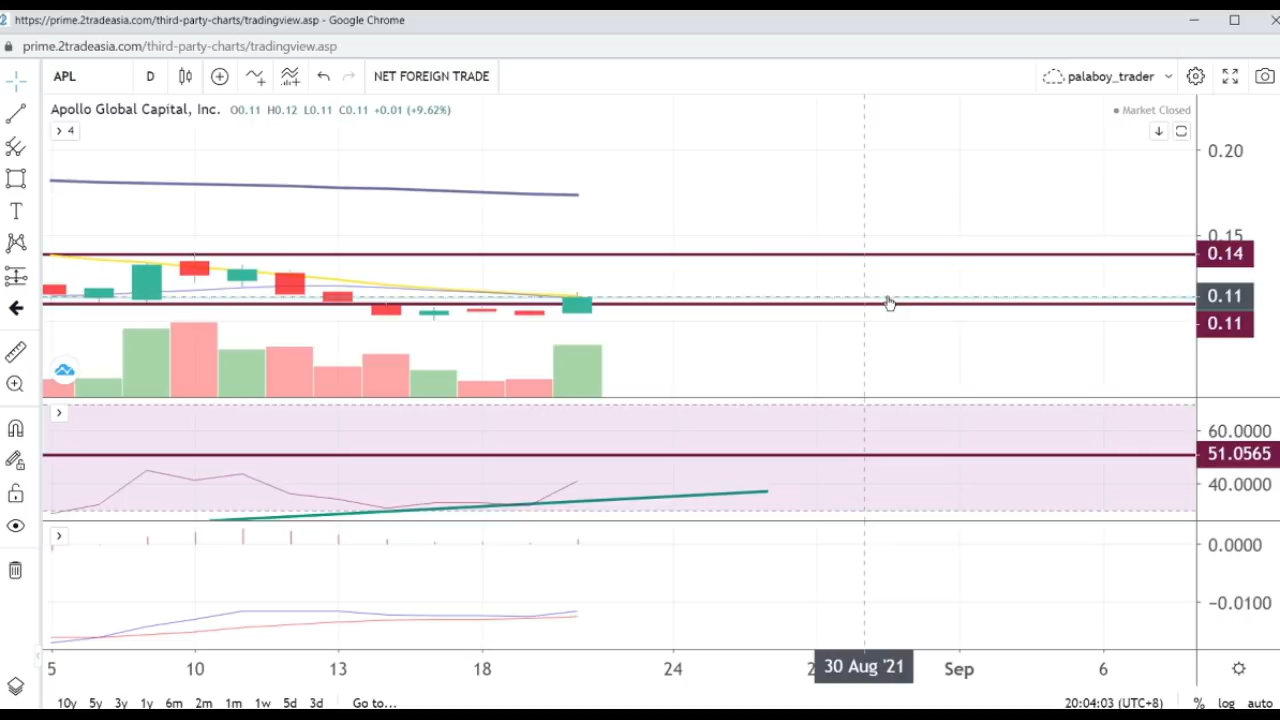 https://prime.2tradeasia.com/third-party-charts/tradingview.asp - Google Chrome
prime.2tradeasia.com/third-party-charts/tradingview.asp
APL D NET FOREIGN TRADE palaboy_trader
Apollo Global Capital, Inc. O0.11 H0.12 L0.11 C0.11 +0.01 (+9.62%) Market Closed
4
0.20
0.15
0.14
0.11
0.11
60.0000
51.0565
40.0000
0.0000
−0.0100
5 10 13 18 24 30 Aug '21 Sep 6
10y 5y 3y 1y 6m 2m 1m 1w 5d 3d Go to... 20:04:03 (UTC+8) % log auto